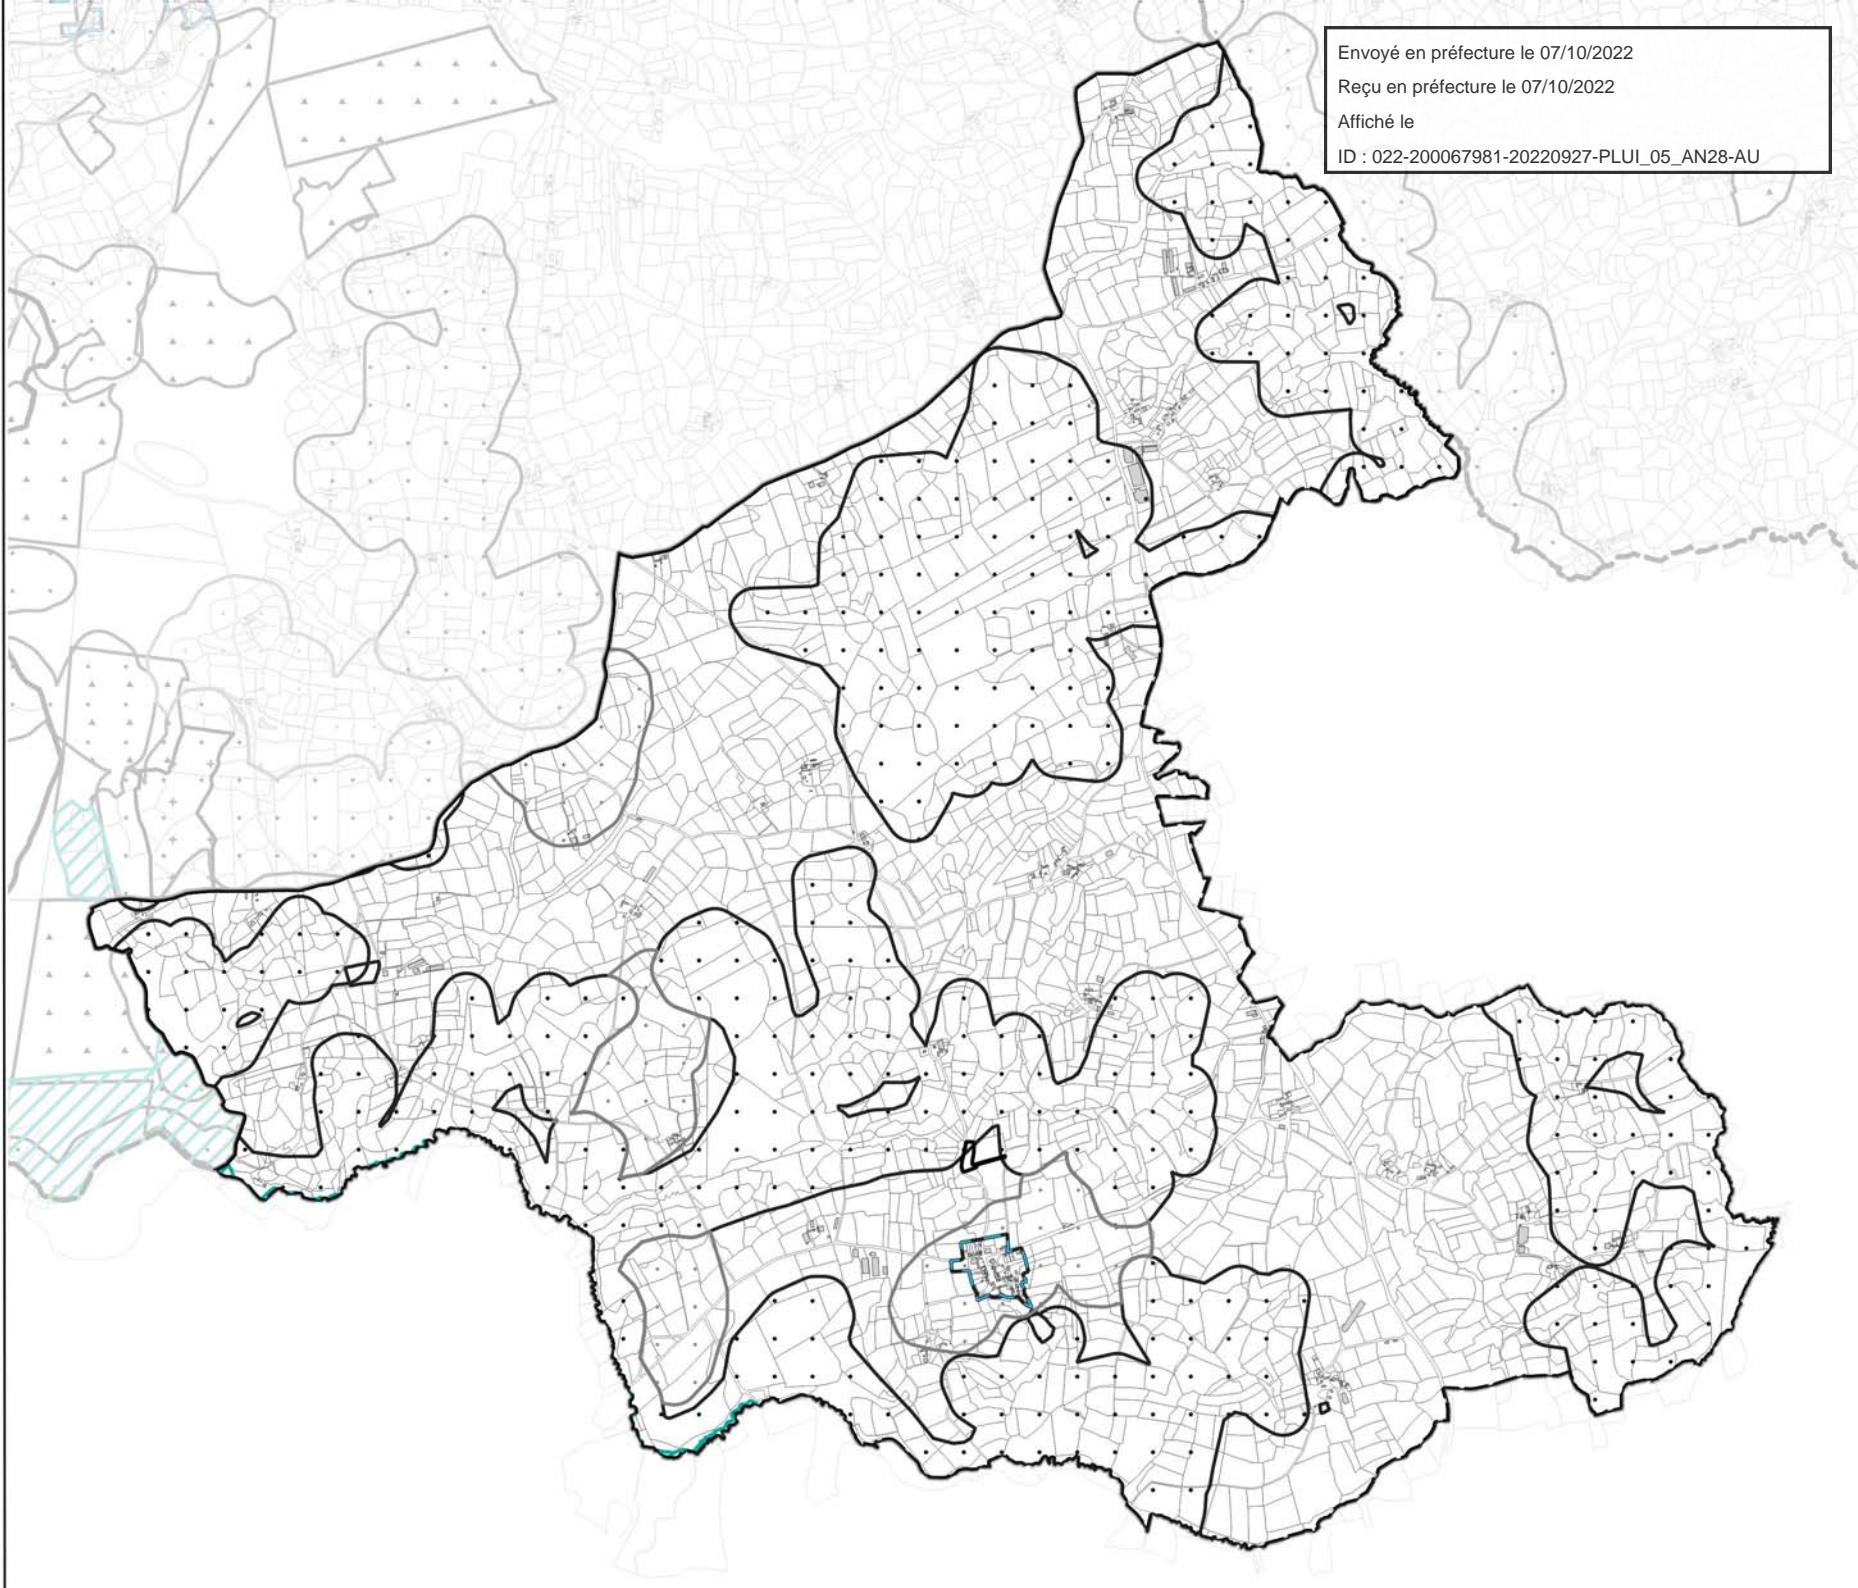 Envoyé en préfecture le 07/10/2022
Reçu en préfecture le 07/10/2022
Affiché le
ID : 022-200067981-20220927-PLUI_05_AN28-AU